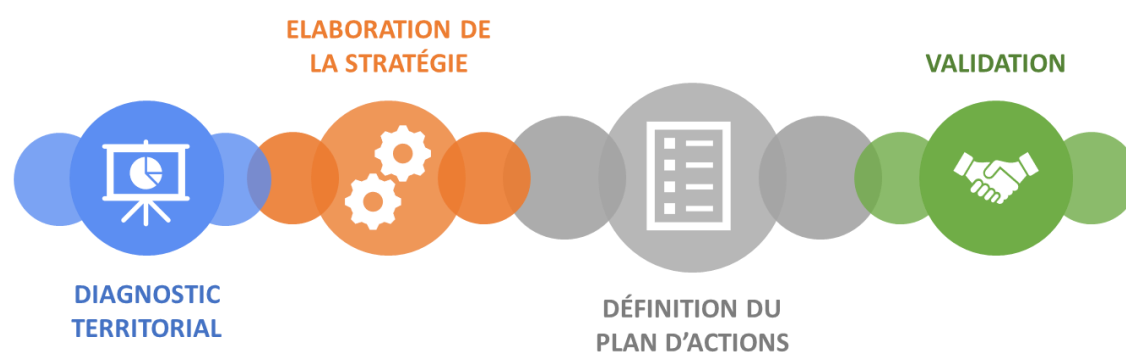 DIAGNOSTIC
TERRITORIAL
ELABORATION DE
LA STRATÉGIE
DÉFINITION DU
PLAN D’ACTIONS
VALIDATION